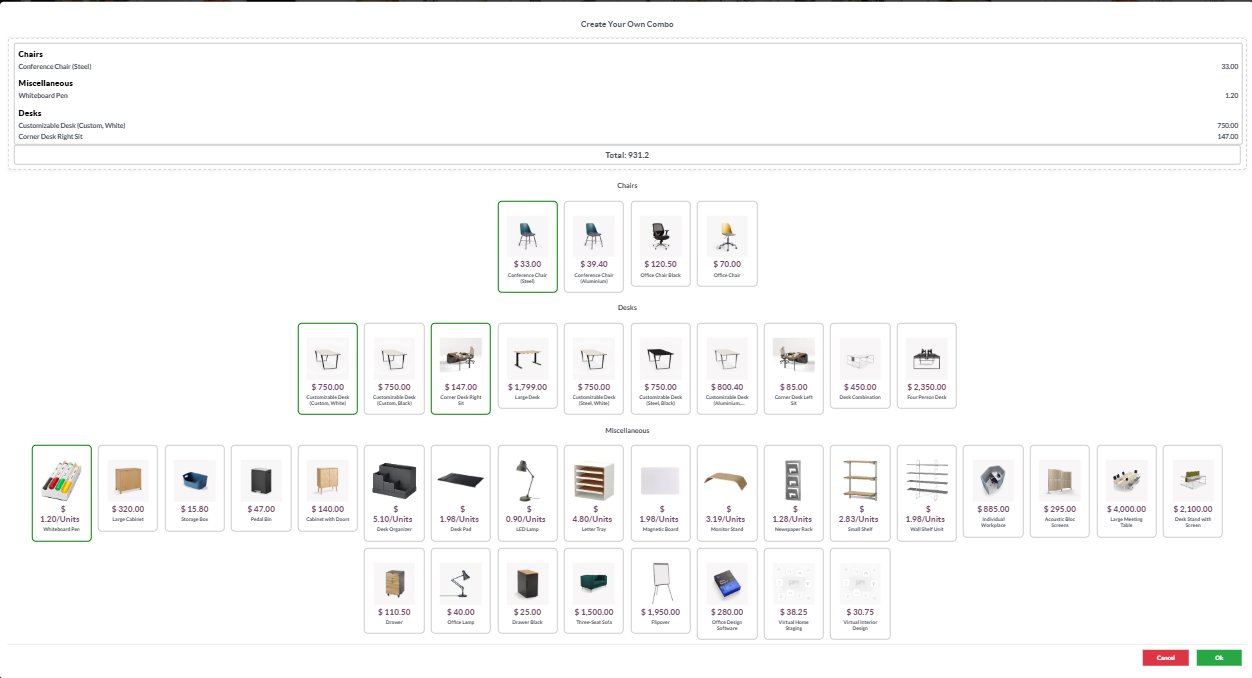 Create Your Own Combo
Chairs
Conference Chair (Steel) 33.00
Miscellaneous
Whiteboard Pen 1.20
Desks
Customizable Desk (Custom, White) 750.00
Corner Desk Right Sit 147.00
Total: 931.2
Chairs
$ 33.00
Conference Chair
(Steel)
$ 39.40
Conference Chair
(Aluminium)
$ 120.50
Office Chair Black
$ 70.00
Office Chair
Desks
$ 750.00
Customizable Desk
(Custom, White)
$ 750.00
Customizable Desk
(Custom, Black)
$ 147.00
Corner Desk Right
Sit
$ 1,799.00
Large Desk
$ 750.00
Customizable Desk
(Steel, White)
$ 750.00
Customizable Desk
(Steel, Black)
$ 800.40
Customizable Desk
(Aluminium,...
$ 85.00
Corner Desk Left
Sit
$ 450.00
Desk Combination
$ 2,350.00
Four Person Desk
Miscellaneous
$
1.20/Units
Whiteboard Pen
$ 320.00
Large Cabinet
$ 15.80
Storage Box
$ 47.00
Pedal Bin
$ 140.00
Cabinet with Doors
$
5.10/Units
Desk Organizer
$
1.98/Units
Desk Pad
$
0.90/Units
LED Lamp
$
4.80/Units
Letter Tray
$
1.98/Units
Magnetic Board
$
3.19/Units
Monitor Stand
$
1.28/Units
Newspaper Rack
$
2.83/Units
Small Shelf
$
1.98/Units
Wall Shelf Unit
$ 885.00
Individual
Workplace
$ 295.00
Acoustic Bloc
Screens
$ 4,000.00
Large Meeting
Table
$ 2,100.00
Desk Stand with
Screen
$ 110.50
Drawer
$ 40.00
Office Lamp
$ 25.00
Drawer Black
$ 1,500.00
Three-Seat Sofa
$ 1,950.00
Flipover
$ 280.00
Office Design
Software
$ 38.25
Virtual Home
Staging
$ 30.75
Virtual Interior
Design
Cancel
Ok